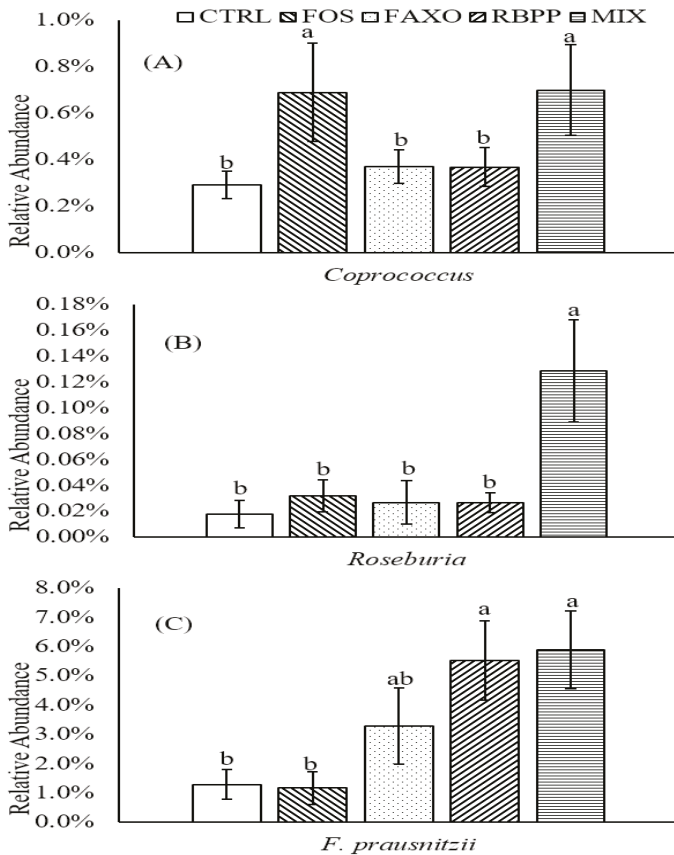 CTRL FOS FAXO RBPP MIX
1.0%
0.8%
0.6%
0.4%
0.2%
0.0%
Relative Abundance
(A)
b a b b a
Coprococcus
0.18%
0.16%
0.14%
0.12%
0.10%
0.08%
0.06%
0.04%
0.02%
0.00%
Relative Abundance
(B)
b b b b a
Roseburia
8.0%
7.0%
6.0%
5.0%
4.0%
3.0%
2.0%
1.0%
0.0%
Relative Abundance
(C)
b b ab a a
F. prausnitzii